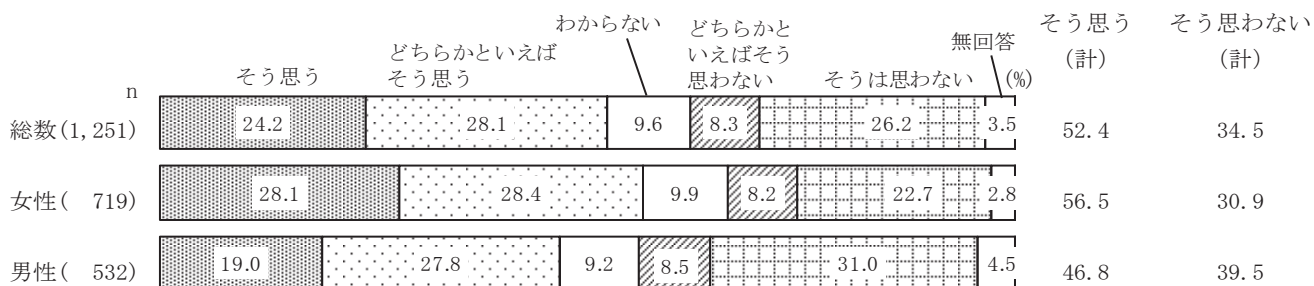 わからない
どちらかと
いえばそう
思わない
無回答
そう思う
(計)
そう思わない
(計)
そう思う
どちらかといえば
そう思う
そうは思わない
(%)
n
総数(1,251) 24.2 28.1 9.6 8.3 26.2 3.5 52.4 34.5
女性( 719) 28.1 28.4 9.9 8.2 22.7 2.8 56.5 30.9
男性( 532) 19.0 27.8 9.2 8.5 31.0 4.5 46.8 39.5